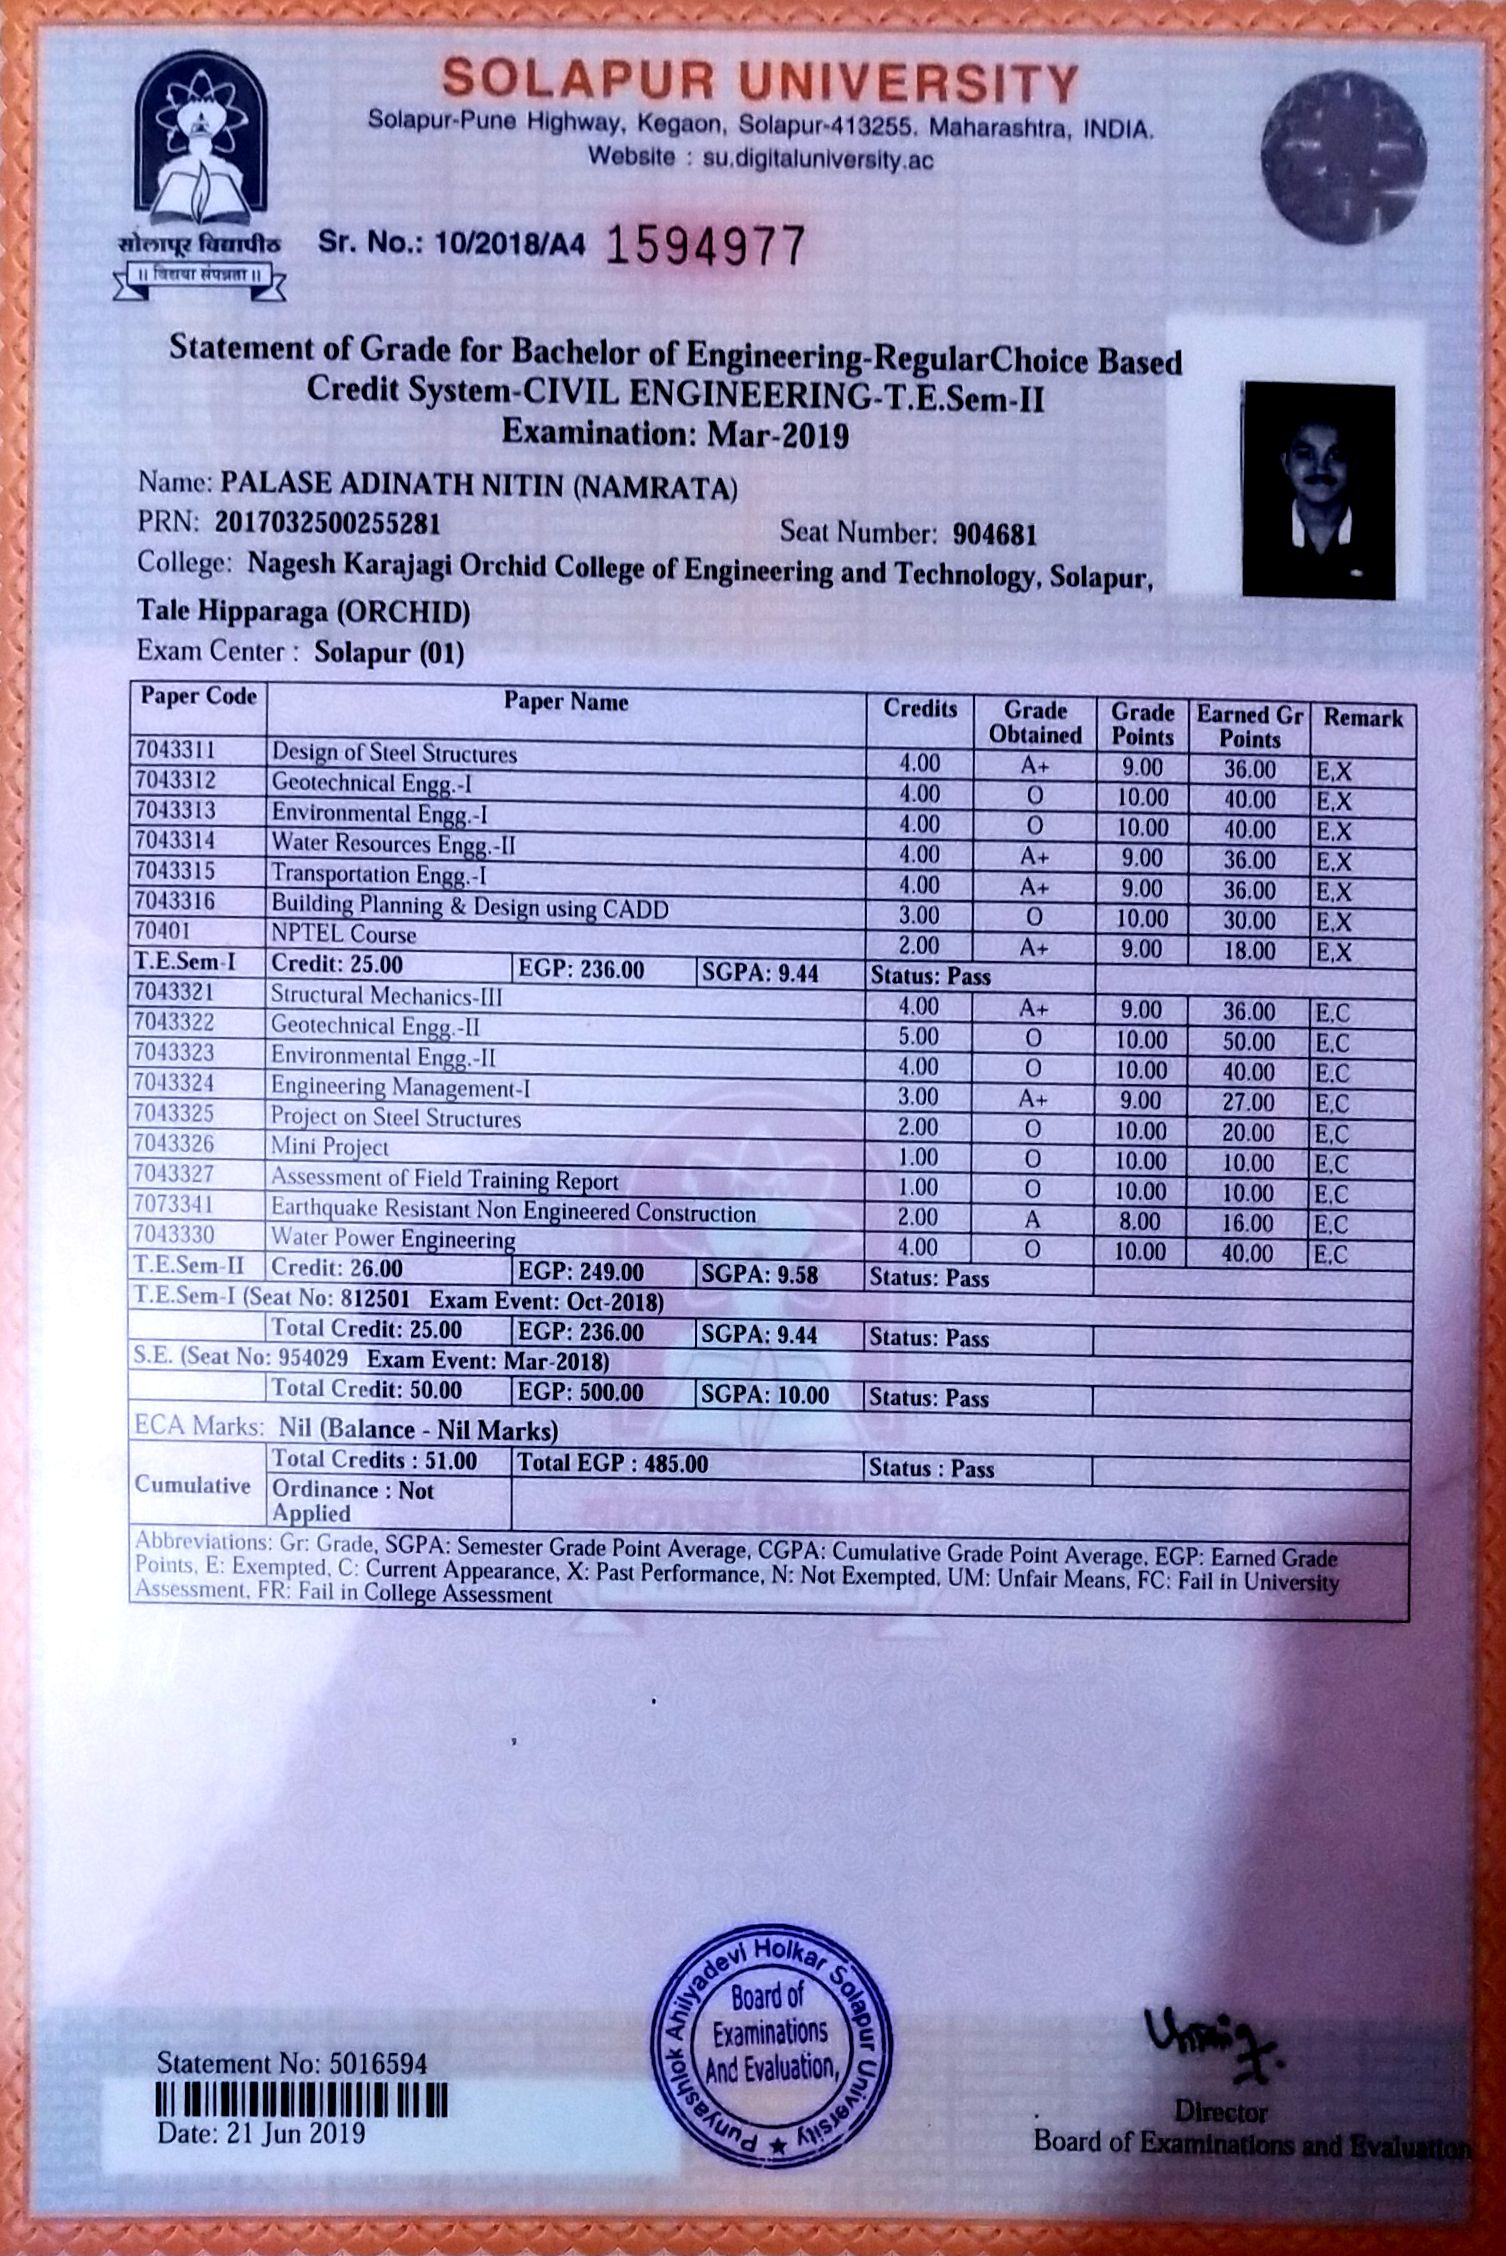 SOLAPUR UNIVERSITY
Solapur-Pune Highway, Kegaon, Solapur-413255. Maharashtra, INDIA.
Website : su.digitaluniversity.ac
सोलापूर विद्यापीठ
॥ विद्यया संपन्नता ॥
Sr. No.: 10/2018/A4 1594977
Statement of Grade for Bachelor of Engineering-RegularChoice Based
Credit System-CIVIL ENGINEERING-T.E.Sem-II
Examination: Mar-2019
Name: PALASE ADINATH NITIN (NAMRATA)
PRN: 2017032500255281 Seat Number: 904681
College: Nagesh Karajagi Orchid College of Engineering and Technology, Solapur,
Tale Hipparaga (ORCHID)
Exam Center : Solapur (01)
Paper Code Paper Name Credits Grade Obtained Grade Points Earned Gr Points Remark
7043311 Design of Steel Structures 4.00 A+ 9.00 36.00 E,X
7043312 Geotechnical Engg.-I 4.00 O 10.00 40.00 E,X
7043313 Environmental Engg.-I 4.00 O 10.00 40.00 E,X
7043314 Water Resources Engg.-II 4.00 A+ 9.00 36.00 E,X
7043315 Transportation Engg.-I 4.00 A+ 9.00 36.00 E,X
7043316 Building Planning & Design using CADD 3.00 O 10.00 30.00 E,X
70401 NPTEL Course 2.00 A+ 9.00 18.00 E,X
T.E.Sem-I Credit: 25.00 EGP: 236.00 SGPA: 9.44 Status: Pass
7043321 Structural Mechanics-III 4.00 A+ 9.00 36.00 E,C
7043322 Geotechnical Engg.-II 5.00 O 10.00 50.00 E,C
7043323 Environmental Engg.-II 4.00 O 10.00 40.00 E,C
7043324 Engineering Management-I 3.00 A+ 9.00 27.00 E,C
7043325 Project on Steel Structures 2.00 O 10.00 20.00 E,C
7043326 Mini Project 1.00 O 10.00 10.00 E,C
7043327 Assessment of Field Training Report 1.00 O 10.00 10.00 E,C
7073341 Earthquake Resistant Non Engineered Construction 2.00 A 8.00 16.00 E,C
7043330 Water Power Engineering 4.00 O 10.00 40.00 E,C
T.E.Sem-II Credit: 26.00 EGP: 249.00 SGPA: 9.58 Status: Pass
T.E.Sem-I (Seat No: 812501 Exam Event: Oct-2018)
Total Credit: 25.00 EGP: 236.00 SGPA: 9.44 Status: Pass
S.E. (Seat No: 954029 Exam Event: Mar-2018)
Total Credit: 50.00 EGP: 500.00 SGPA: 10.00 Status: Pass
ECA Marks: Nil (Balance - Nil Marks)
Cumulative Total Credits : 51.00 Total EGP : 485.00 Status : Pass
Ordinance : Not
Applied
Abbreviations: Gr: Grade, SGPA: Semester Grade Point Average, CGPA: Cumulative Grade Point Average, EGP: Earned Grade
Points, E: Exempted, C: Current Appearance, X: Past Performance, N: Not Exempted, UM: Unfair Means, FC: Fail in University
Assessment, FR: Fail in College Assessment
Punyashlok Ahilyadevi Holkar Solapur University
Board of
Examinations
And Evaluation,
Statement No: 5016594
Date: 21 Jun 2019
Director
Board of Examinations and Evaluation